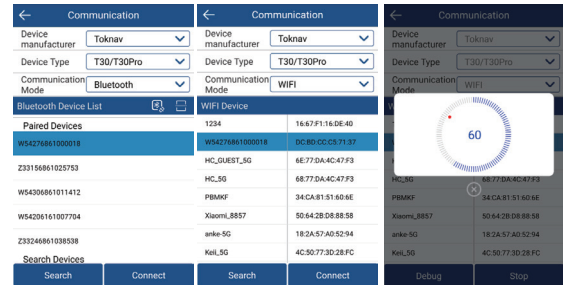 Communication
Device manufacturer
Toknav
Device Type
T30/T30Pro
Communication Mode
Bluetooth
Bluetooth Device List
Paired Devices
W54276861000018
Z33156861025753
W54306861011412
W54206161007704
Z33246861038538
Search Devices
Search
Connect
Communication
Device manufacturer
Toknav
Device Type
T30/T30Pro
Communication Mode
WIFI
WIFI Device
1234 16:67:F1:16:DE:40
W54276861000018 DC:BD:CC:C5:71:37
HC_GUEST_5G 6E:77:DA:4C:47:F3
HC_5G 68:77:DA:4C:47:F3
PBMKF 34:CA:81:51:60:6E
Xiaomi_8857 50:64:2B:D8:88:58
anke-5G 18:2A:57:A0:52:94
Keli_5G 4C:50:77:3D:28:FC
Search
Connect
Communication
Device manufacturer
Toknav
Device Type
T30/T30Pro
Communication Mode
WIFI
60
HC_5G 68:77:DA:4C:47:F3
PBMKF 34:CA:81:51:60:6E
Xiaomi_8857 50:64:2B:D8:88:58
anke-5G 18:2A:57:A0:52:94
Keli_5G 4C:50:77:3D:28:FC
Debug
Stop